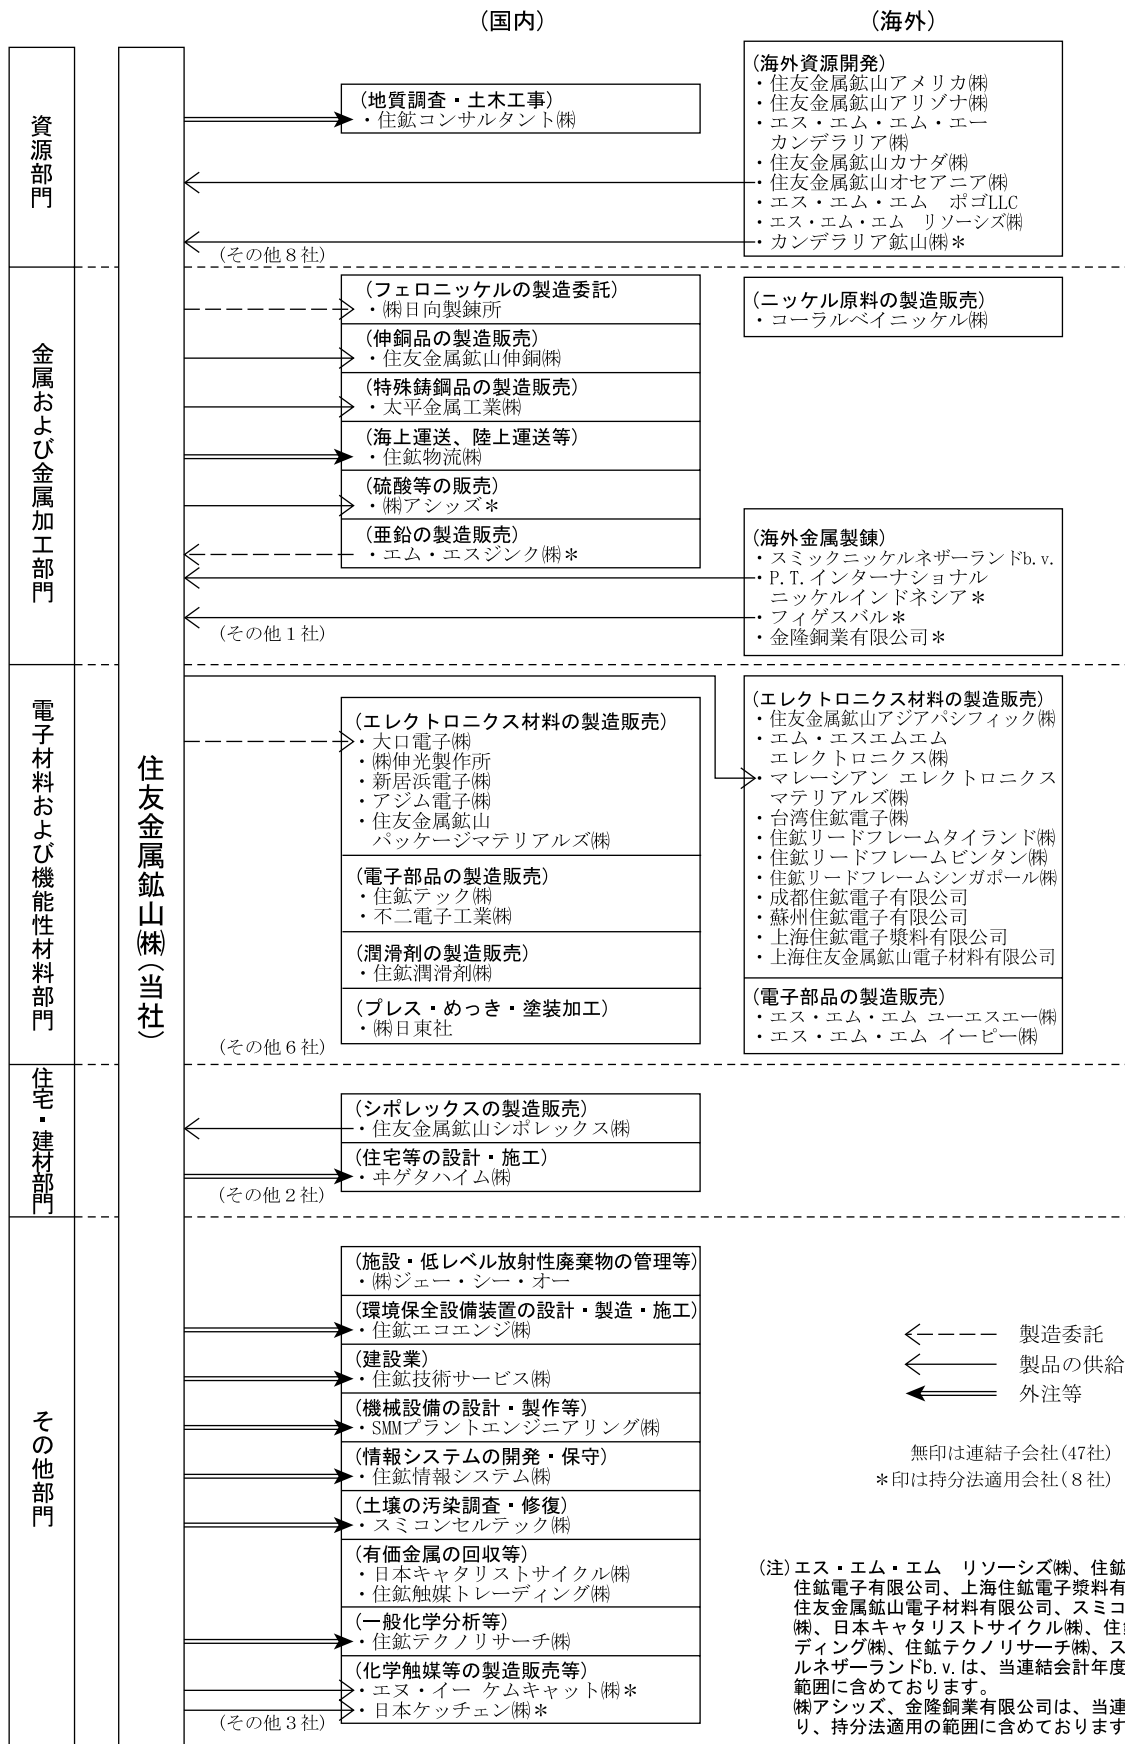 (国内)
(海外)
資源部門
住友金属鉱山㈱(当社)
(地質調査・土木工事)
・住鉱コンサルタント㈱
(海外資源開発)
・住友金属鉱山アメリカ㈱
・住友金属鉱山アリゾナ㈱
・エス・エム・エム・エー
カンデラリア㈱
・住友金属鉱山カナダ㈱
・住友金属鉱山オセアニア㈱
・エス・エム・エム　ポゴLLC
・エス・エム・エム　リソーシズ㈱
・カンデラリア鉱山㈱＊
(その他８社)
金属および金属加工部門
(フェロニッケルの製造委託)
・㈱日向製錬所
(伸銅品の製造販売)
・住友金属鉱山伸銅㈱
(特殊鋳鋼品の製造販売)
・太平金属工業㈱
(海上運送、陸上運送等)
・住鉱物流㈱
(硫酸等の販売)
・㈱アシッズ＊
(亜鉛の製造販売)
・エム・エスジンク㈱＊
(ニッケル原料の製造販売)
・コーラルベイニッケル㈱
(海外金属製錬)
・スミックニッケルネザーランドb.v.
・P.T.インターナショナル
ニッケルインドネシア＊
・フィゲスバル＊
・金隆銅業有限公司＊
(その他１社)
電子材料および機能性材料部門
(エレクトロニクス材料の製造販売)
・大口電子㈱
・㈱伸光製作所
・新居浜電子㈱
・アジム電子㈱
・住友金属鉱山
パッケージマテリアルズ㈱
(電子部品の製造販売)
・住鉱テック㈱
・不二電子工業㈱
(潤滑剤の製造販売)
・住鉱潤滑剤㈱
(プレス・めっき・塗装加工)
・㈱日東社
(エレクトロニクス材料の製造販売)
・住友金属鉱山アジアパシフィック㈱
・エム・エスエムエム
エレクトロニクス㈱
・マレーシアン エレクトロニクス
マテリアルズ㈱
・台湾住鉱電子㈱
・住鉱リードフレームタイランド㈱
・住鉱リードフレームビンタン㈱
・住鉱リードフレームシンガポール㈱
・成都住鉱電子有限公司
・蘇州住鉱電子有限公司
・上海住鉱電子漿料有限公司
・上海住友金属鉱山電子材料有限公司
(電子部品の製造販売)
・エス・エム・エム ユーエスエー㈱
・エス・エム・エム イーピー㈱
(その他６社)
住宅・建材部門
(シポレックスの製造販売)
・住友金属鉱山シポレックス㈱
(住宅等の設計・施工)
・ヰゲタハイム㈱
(その他２社)
その他部門
(施設・低レベル放射性廃棄物の管理等)
・㈱ジェー・シー・オー
(環境保全設備装置の設計・製造・施工)
・住鉱エコエンジ㈱
(建設業)
・住鉱技術サービス㈱
(機械設備の設計・製作等)
・SMMプラントエンジニアリング㈱
(情報システムの開発・保守)
・住鉱情報システム㈱
(土壌の汚染調査・修復)
・スミコンセルテック㈱
(有価金属の回収等)
・日本キャタリストサイクル㈱
・住鉱触媒トレーディング㈱
(一般化学分析等)
・住鉱テクノリサーチ㈱
(化学触媒等の製造販売等)
・エヌ・イー ケムキャット㈱＊
・日本ケッチェン㈱＊
(その他３社)
製造委託
製品の供給
外注等
無印は連結子会社(47社)
＊印は持分法適用会社(８社)
(注)エス・エム・エム　リソーシズ㈱、住鉱
住鉱電子有限公司、上海住鉱電子漿料有
住友金属鉱山電子材料有限公司、スミコ
㈱、日本キャタリストサイクル㈱、住
ディング㈱、住鉱テクノリサーチ㈱、ス
ルネザーランドb.v.は、当連結会計年度
範囲に含めております。
㈱アシッズ、金隆銅業有限公司は、当連
り、持分法適用の範囲に含めております